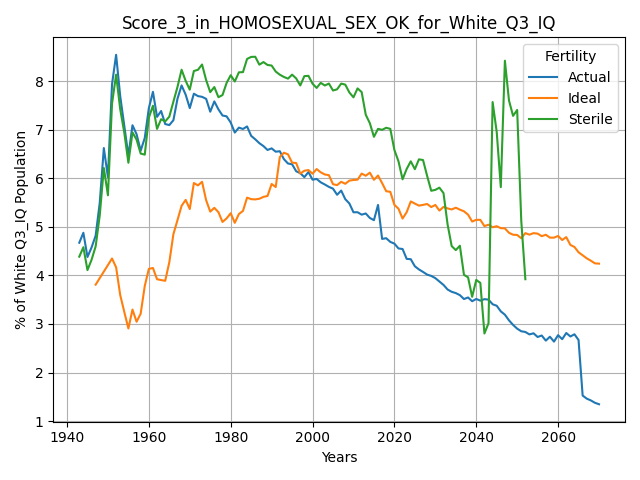 Score_3_in_HOMOSEXUAL_SEX_OK_for_White_Q3_IQ
Fertility
Actual
Ideal
Sterile
% of White Q3_IQ Population
8
7
6
5
4
3
2
1
1940
1960
1980
2000
2020
2040
2060
Years